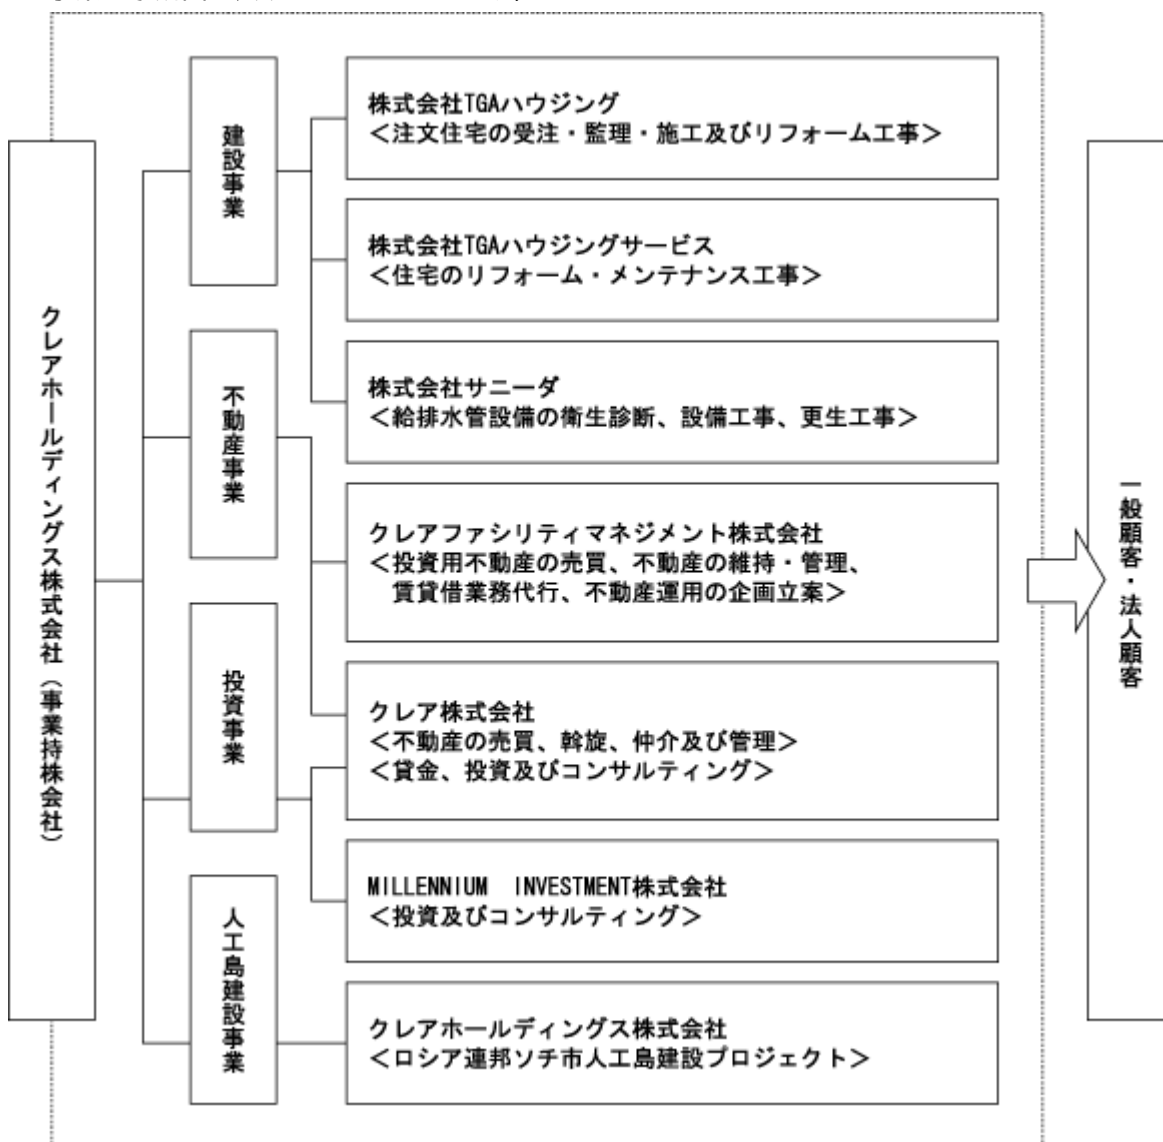 クレアホールディングス株式会社（事業持株会社）
建設事業
株式会社TGAハウジング
＜注文住宅の受注・監理・施工及びリフォーム工事＞
株式会社TGAハウジングサービス
＜住宅のリフォーム・メンテナンス工事＞
株式会社サニーダ
＜給排水管設備の衛生診断、設備工事、更生工事＞
不動産事業
クレアファシリティマネジメント株式会社
＜投資用不動産の売買、不動産の維持・管理、
賃貸借業務代行、不動産運用の企画立案＞
投資事業
クレア株式会社
＜不動産の売買、斡旋、仲介及び管理＞
＜貸金、投資及びコンサルティング＞
MILLENNIUM　INVESTMENT株式会社
＜投資及びコンサルティング＞
人工島建設事業
クレアホールディングス株式会社
＜ロシア連邦ソチ市人工島建設プロジェクト＞
一般顧客・法人顧客